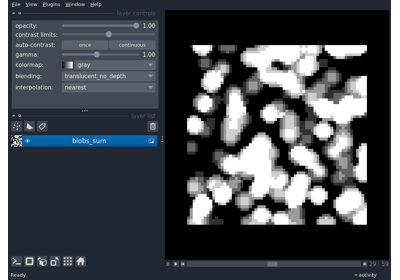 File View Plugins Window Help
layer controls
opacity: 1.00
contrast limits:
auto-contrast: once continuous
gamma: 1.00
colormap: gray
blending: translucent_no_depth
interpolation: nearest
layer list
blobs_sum
29 59
Ready
activity